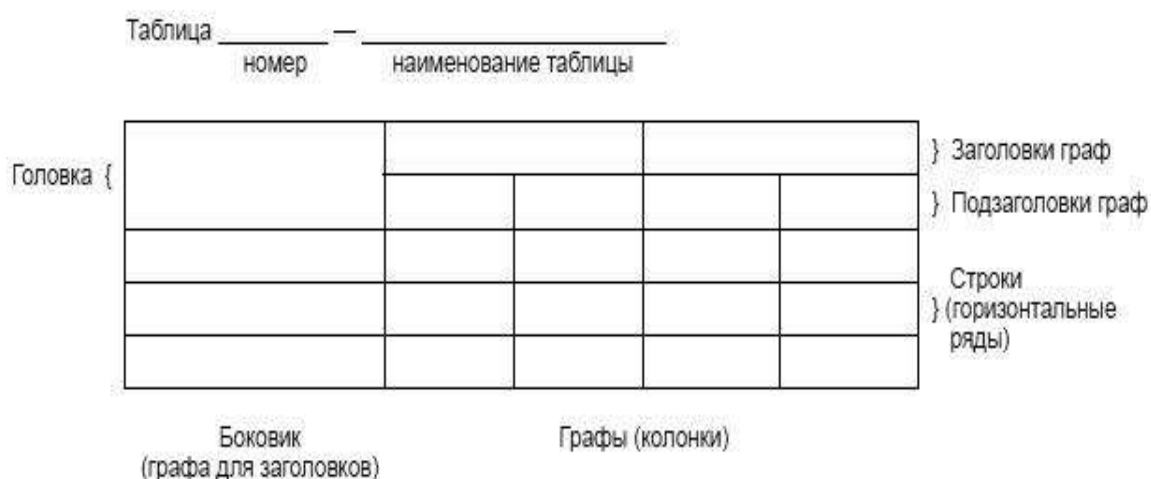 Таблица ________ — ______________________
номер наименование таблицы
Головка {
} Заголовки граф
} Подзаголовки граф
Строки
} (горизонтальные
ряды)
Боковик
(графа для заголовков)
Графы (колонки)